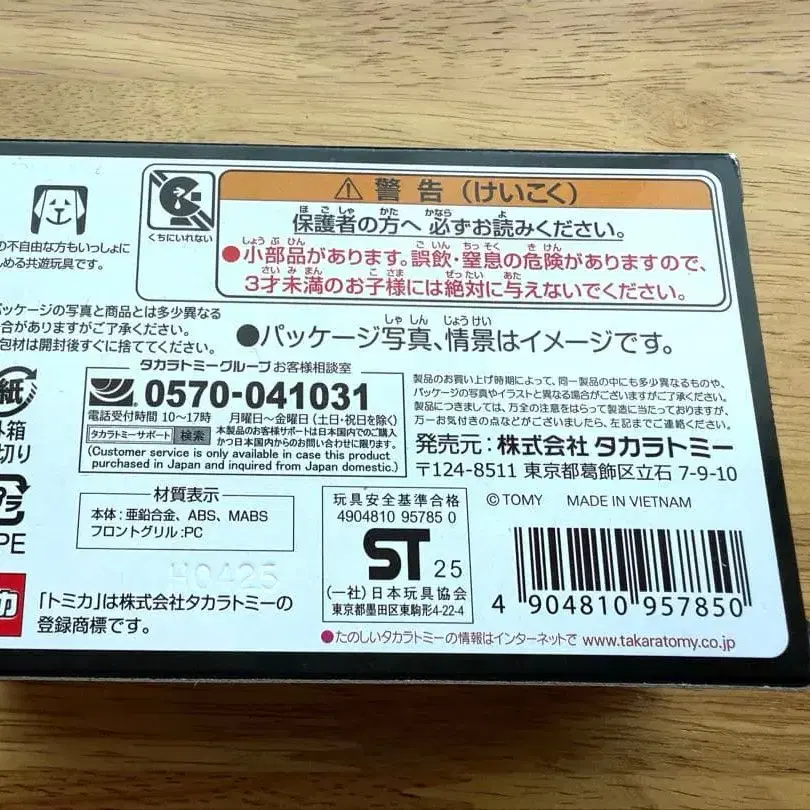 の不自由な方もいっしょに
める共遊玩具です。
くちにいれない
⚠ 警告(けいこく)
保護者の方へ 必ずお読みください。
●小部品があります。誤飲・窒息の危険がありますので、
3才未満のお子様には絶対に与えないでください。
パッケージの写真と商品とは多少異なる
合がありますがご了承ください。
包材は開封後すぐに捨ててください。
●パッケージ写真、情景はイメージです。
紙
外箱
切り
プラ
PE
タカラトミーグループ お客様相談室
0570-041031
電話受付時間 10~17時 月曜日~金曜日(土日・祝日を除く)
タカラトミーサポート 検索
本製品のお客様サポートは日本国内でのご購入
かつ日本国内からのお問い合わせに限ります。
(Customer service is only available in case this product
purchased in Japan and inquired from Japan domestic.)
製品のお買い上げ時期によって、同一製品の中にも多少異なるものや、
パッケージの写真やイラストと異なる場合がありますがご了承ください。
製品につきましては、万全の注意をはらって製造に当たっておりますが、
万一お気付きの点などがございましたら、左記までご連絡ください。
発売元:株式会社 タカラトミー
〒124-8511 東京都葛飾区立石 7-9-10
© TOMY MADE IN VIETNAM
材質表示
本体:亜鉛合金、ABS、MABS
フロントグリル:PC
H0425
玩具安全基準合格
4904810 95785 0
ST 25
(一社)日本玩具協会
東京都墨田区東駒形4-22-4
4 904810 957850
カ
「トミカ」は株式会社タカラトミーの
登録商標です。
●たのしいタカラトミーの情報はインターネットで www.takaratomy.co.jp